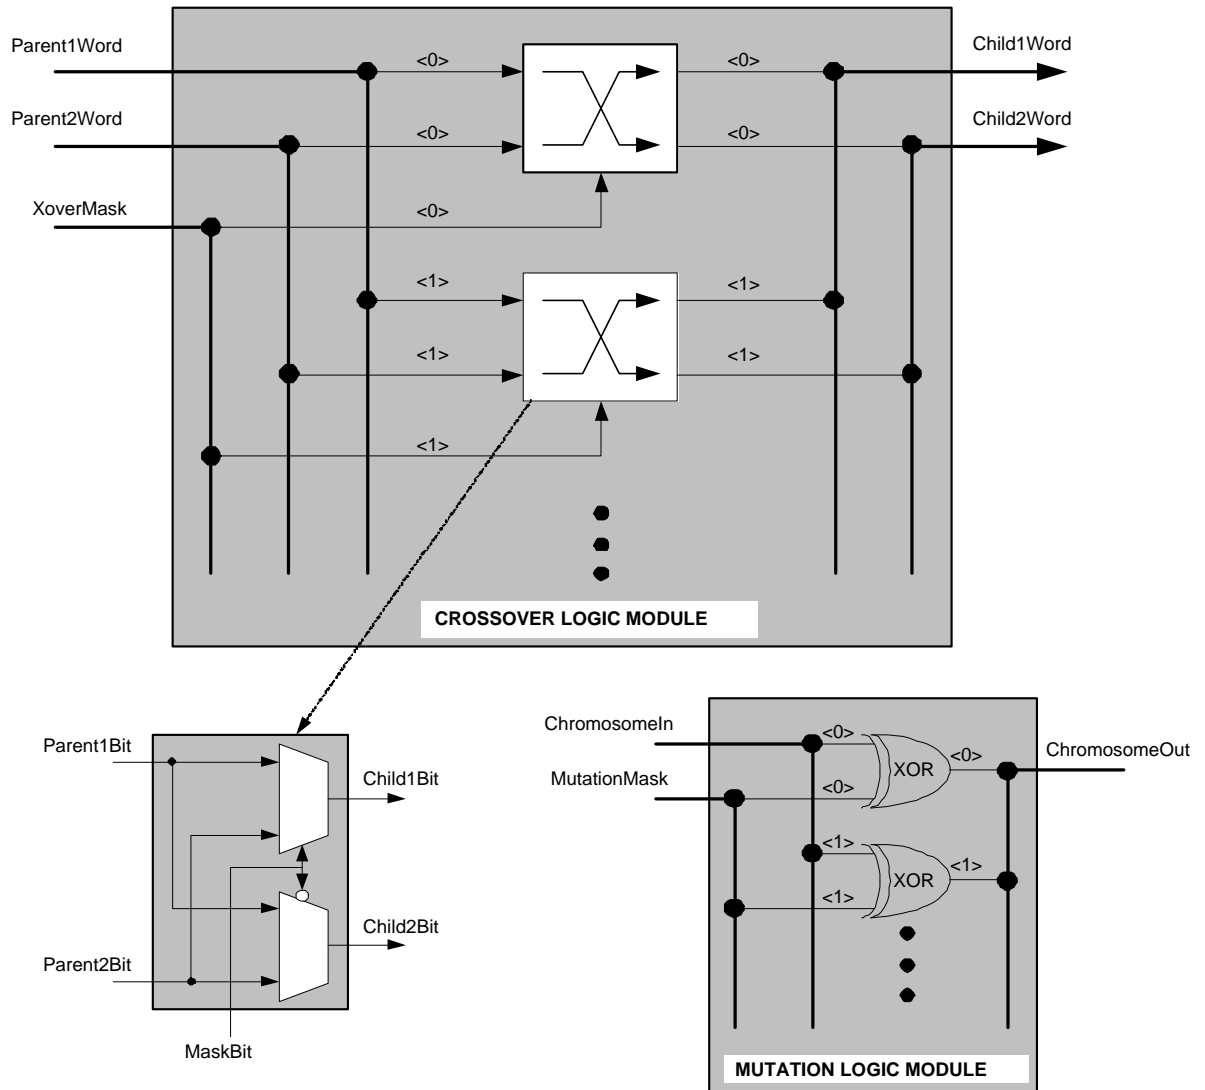 Parent1Word
<0>
<0>
Child1Word
Parent2Word
<0>
<0>
Child2Word
XoverMask
<0>
<1>
<1>
<1>
<1>
<1>
CROSSOVER LOGIC MODULE
Parent1Bit
Child1Bit
Child2Bit
Parent2Bit
MaskBit
ChromosomeIn
<0>
XOR
<0>
ChromosomeOut
MutationMask
<0>
<1>
XOR
<1>
<1>
MUTATION LOGIC MODULE